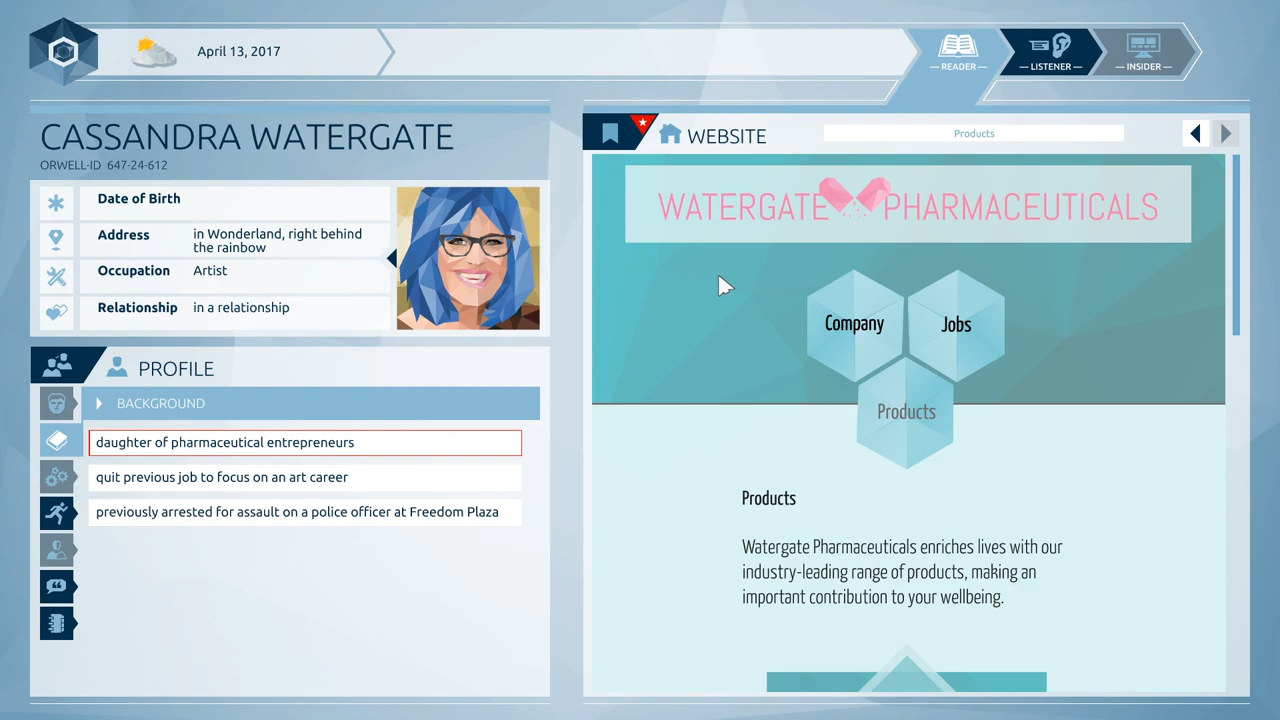 April 13, 2017
READER
LISTENER
INSIDER
CASSANDRA WATERGATE
ORWELL-ID 647-24-612
Date of Birth
Address in Wonderland, right behind
the rainbow
Occupation Artist
Relationship in a relationship
PROFILE
BACKGROUND
daughter of pharmaceutical entrepreneurs
quit previous job to focus on an art career
previously arrested for assault on a police officer at Freedom Plaza
WEBSITE
Products
WATERGATE PHARMACEUTICALS
Company
Jobs
Products
Products
Watergate Pharmaceuticals enriches lives with our
industry-leading range of products, making an
important contribution to your wellbeing.